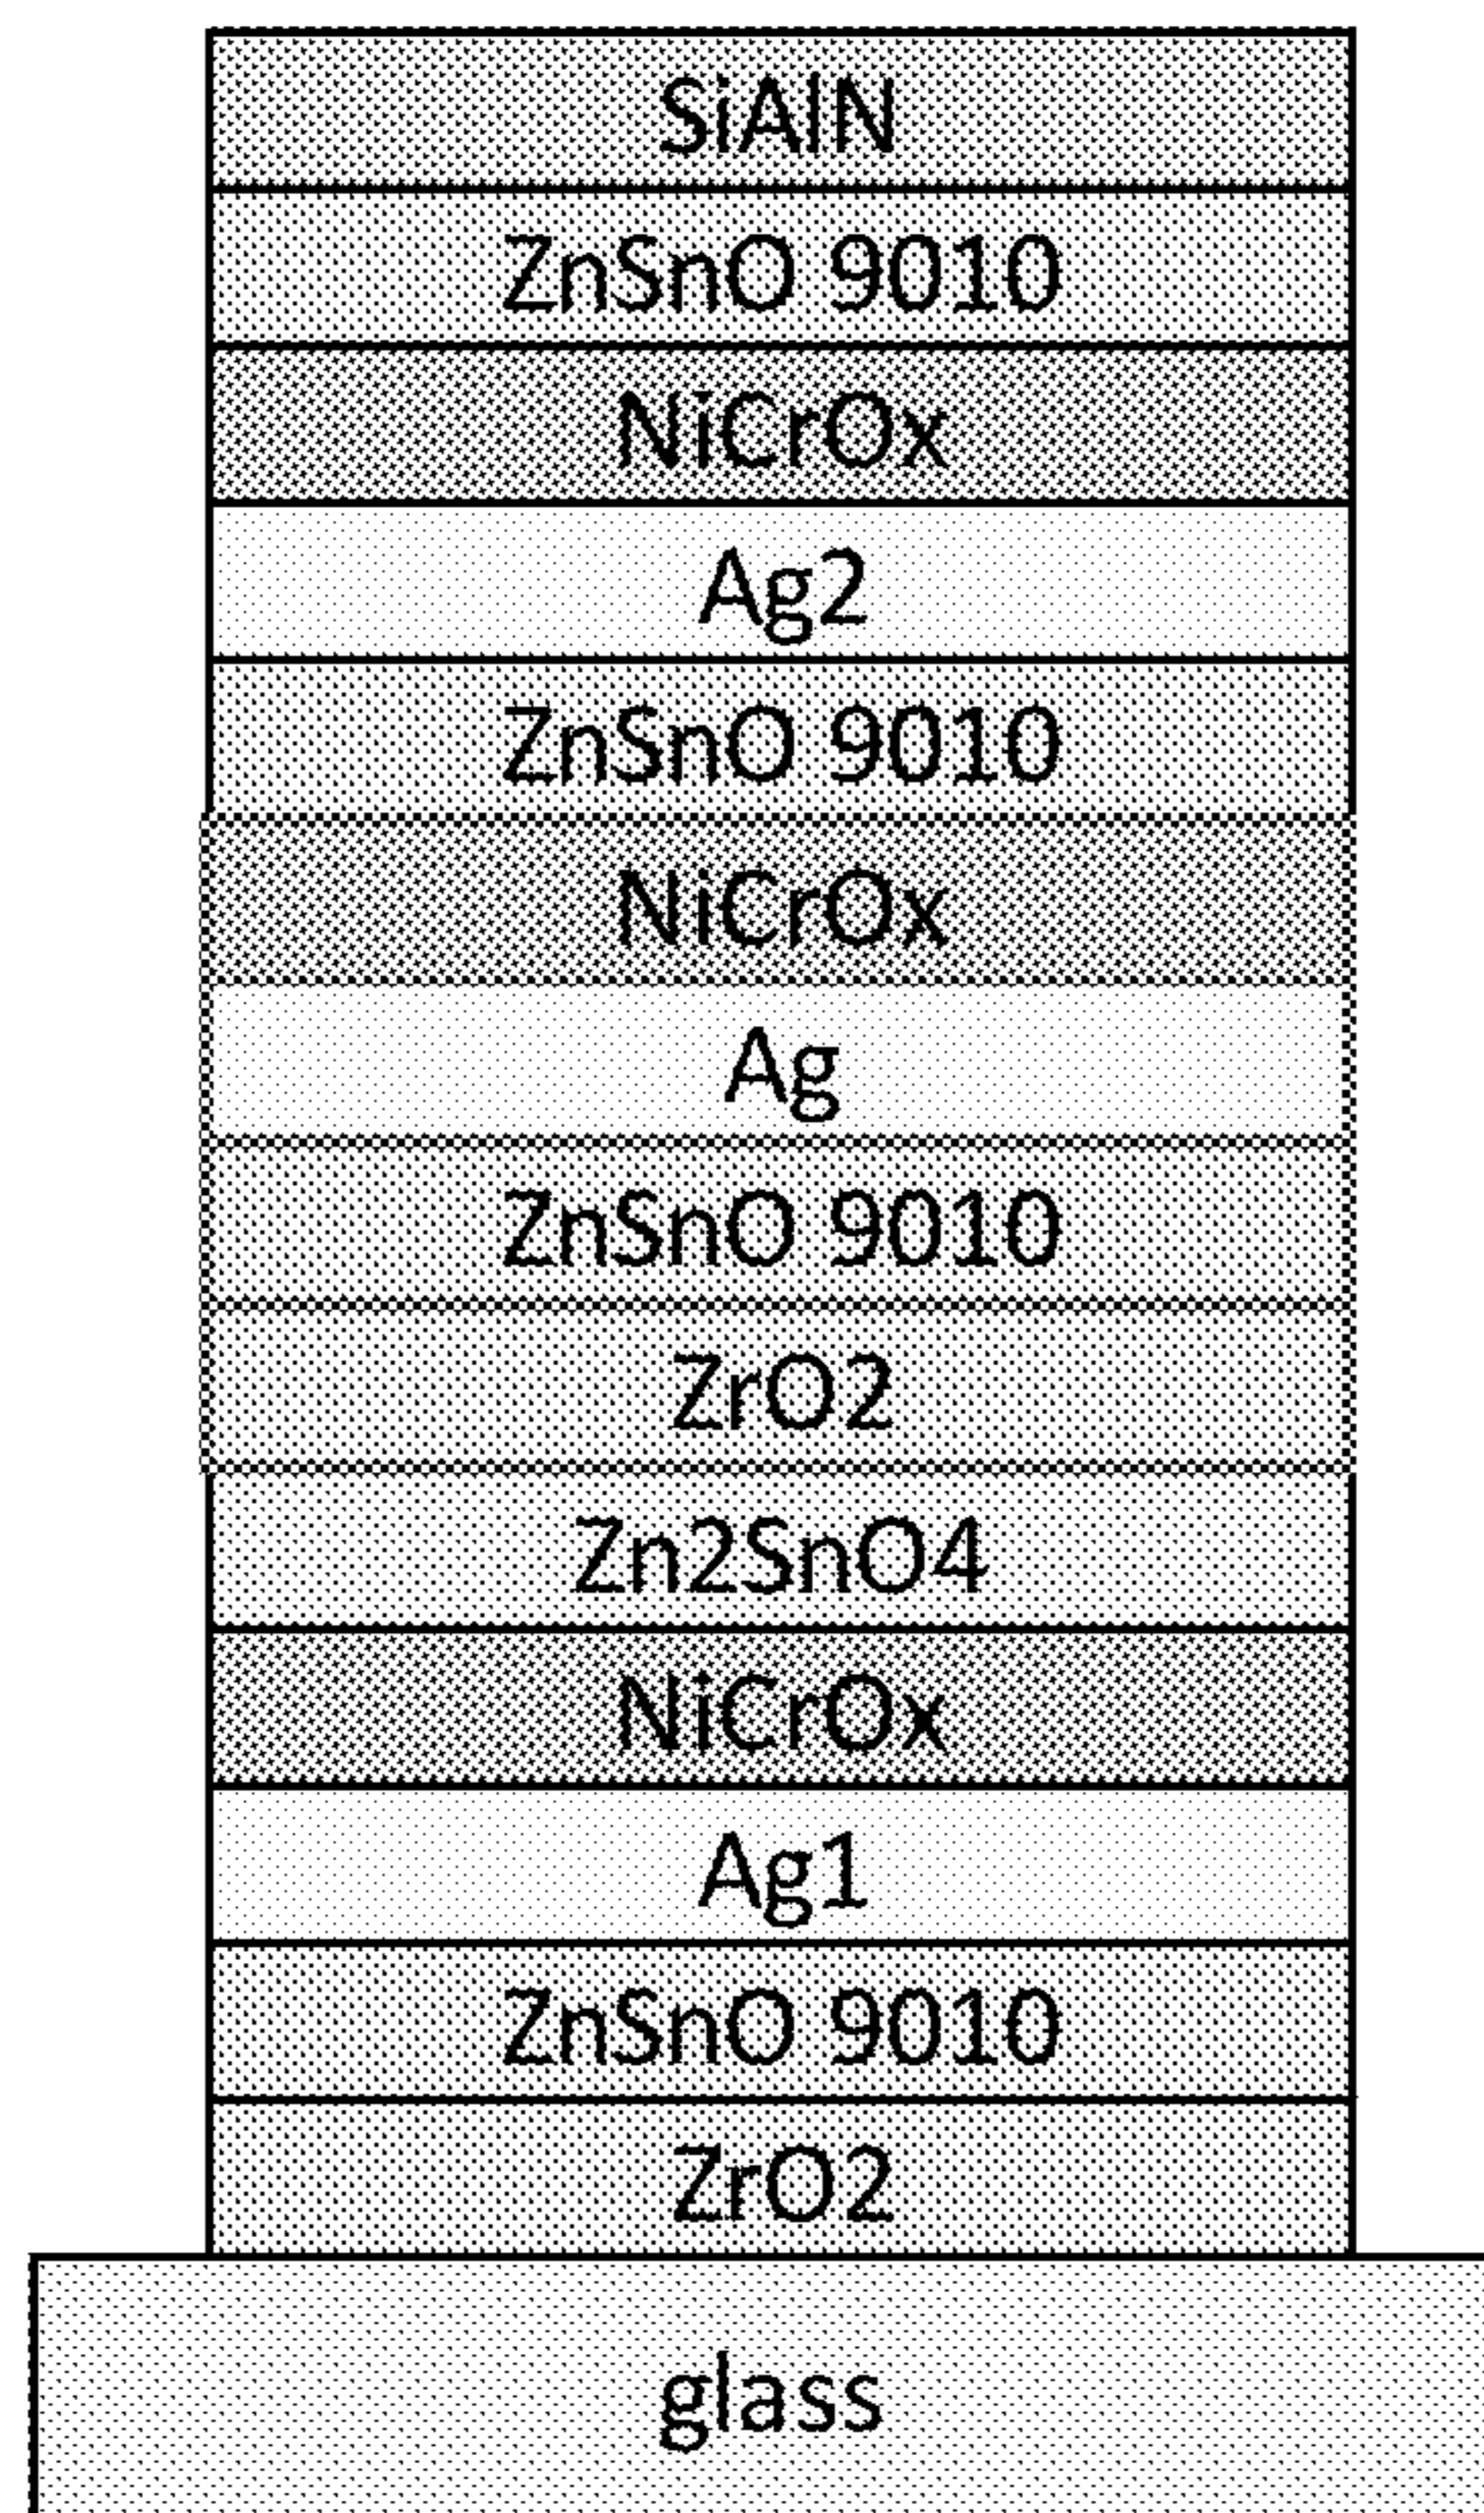 SiAlN
ZnSnO 9010
NiCrOx
Ag2
ZnSnO 9010
NiCrOx
Ag
ZnSnO 9010
ZrO2
Zn2SnO4
NiCrOx
Ag1
ZnSnO 9010
ZrO2
glass